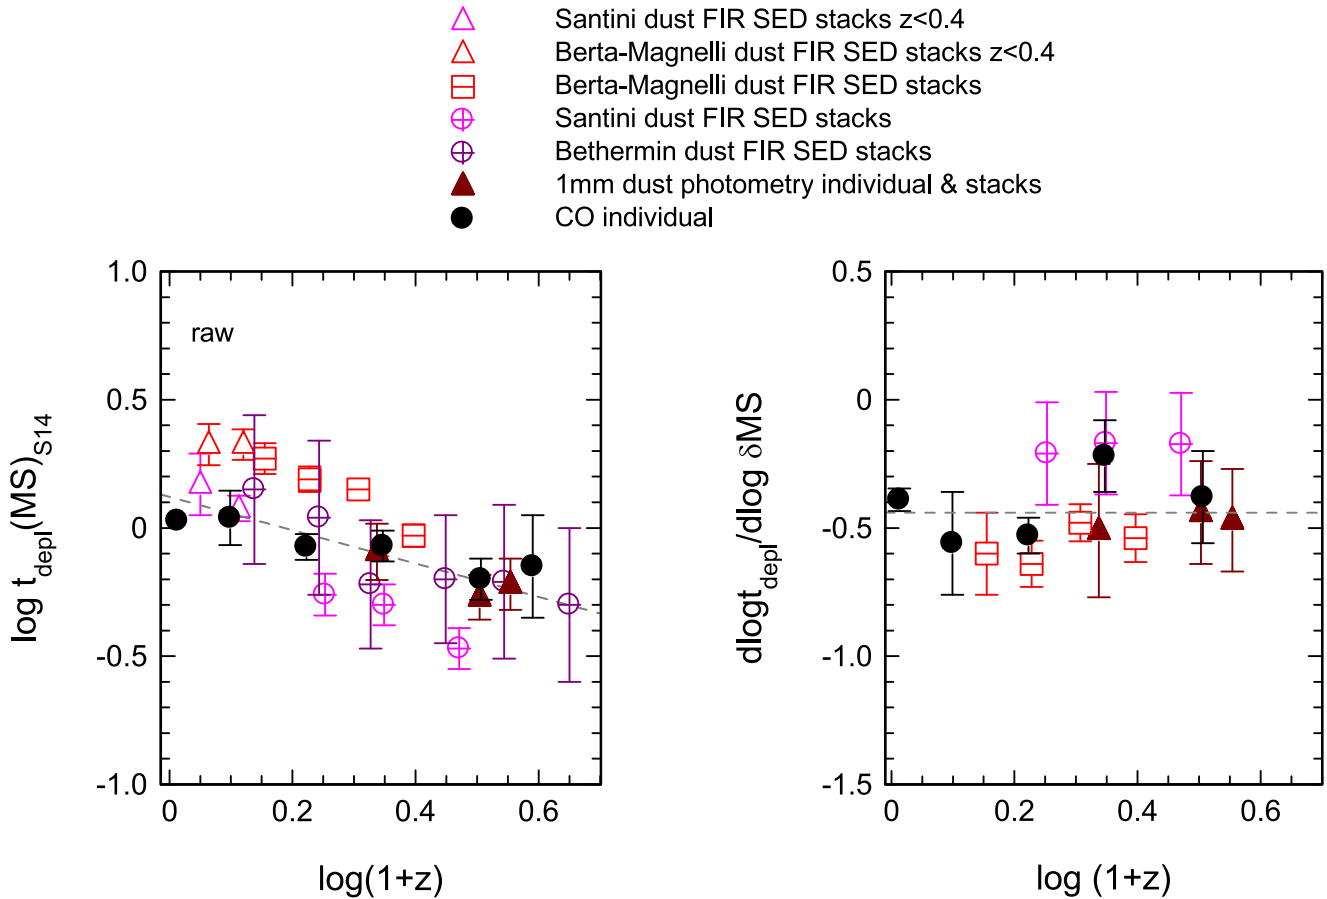 Santini dust FIR SED stacks z<0.4
Berta-Magnelli dust FIR SED stacks z<0.4
Berta-Magnelli dust FIR SED stacks
Santini dust FIR SED stacks
Bethermin dust FIR SED stacks
1mm dust photometry individual & stacks
CO individual
1.0
0.5
0
-0.5
-1.0
raw
log t_depl(MS)_S14
0 0.2 0.4 0.6
log(1+z)
0.5
0
-0.5
-1.0
-1.5
dlogt_depl/dlog δMS
0 0.2 0.4 0.6
log (1+z)